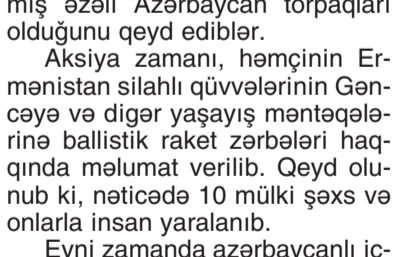 miş əzəli Azərbaycan torpaqları
olduğunu qeyd ediblər.
Aksiya zamanı, həmçinin Er-
mənistan silahlı qüvvələrinin Gən-
cəyə və digər yaşayış məntəqələ-
rinə ballistik raket zərbələri haq-
qında məlumat verilib. Qeyd olu-
nub ki, nəticədə 10 mülki şəxs və
onlarla insan yaralanıb.
Eyni zamanda azərbaycanlı ic-